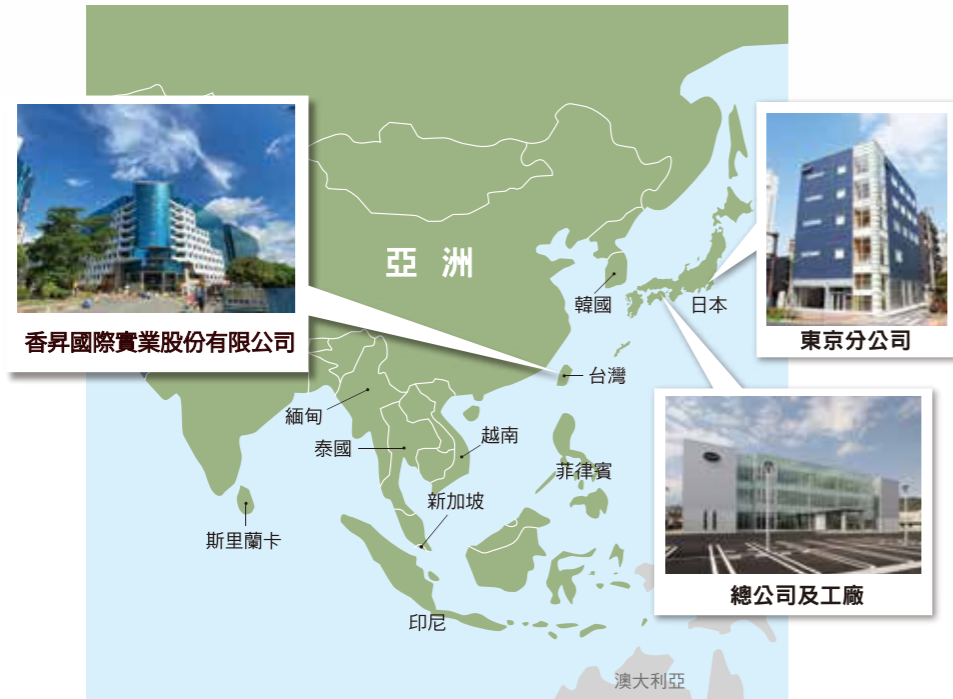 亞洲
香昇國際實業股份有限公司
韓國
日本
東京分公司
台灣
緬甸
泰國
越南
菲律賓
新加坡
斯里蘭卡
總公司及工廠
印尼
澳大利亞